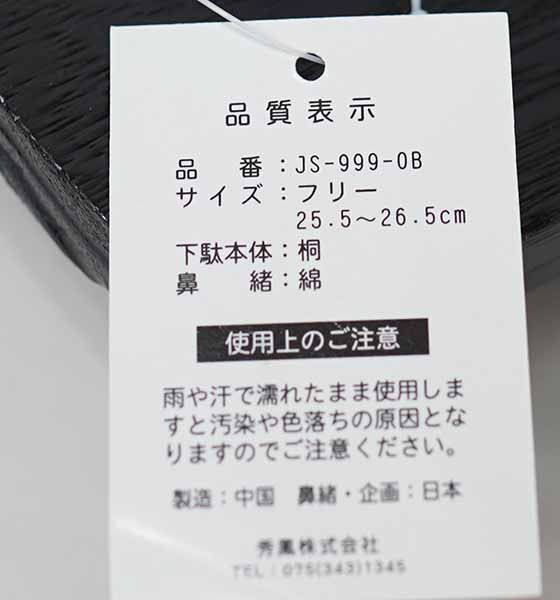 品質表示
品　番：JS-999-OB
サイズ：フリー
25.5～26.5cm
下駄本体：桐
鼻　緒：綿
使用上のご注意
雨や汗で濡れたまま使用しま
すと汚染や色落ちの原因とな
りますのでご注意ください。
製造：中国　鼻緒・企画：日本
秀鳳株式会社
TEL：075(343)1345